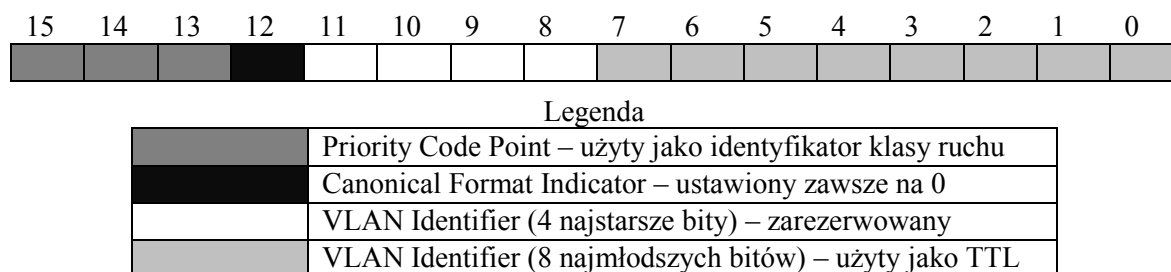 15 14 13 12 11 10 9 8 7 6 5 4 3 2 1 0
Legenda
Priority Code Point – użyty jako identyfikator klasy ruchu
Canonical Format Indicator – ustawiony zawsze na 0
VLAN Identifier (4 najstarsze bity) – zarezerwowany
VLAN Identifier (8 najmłodszych bitów) – użyty jako TTL